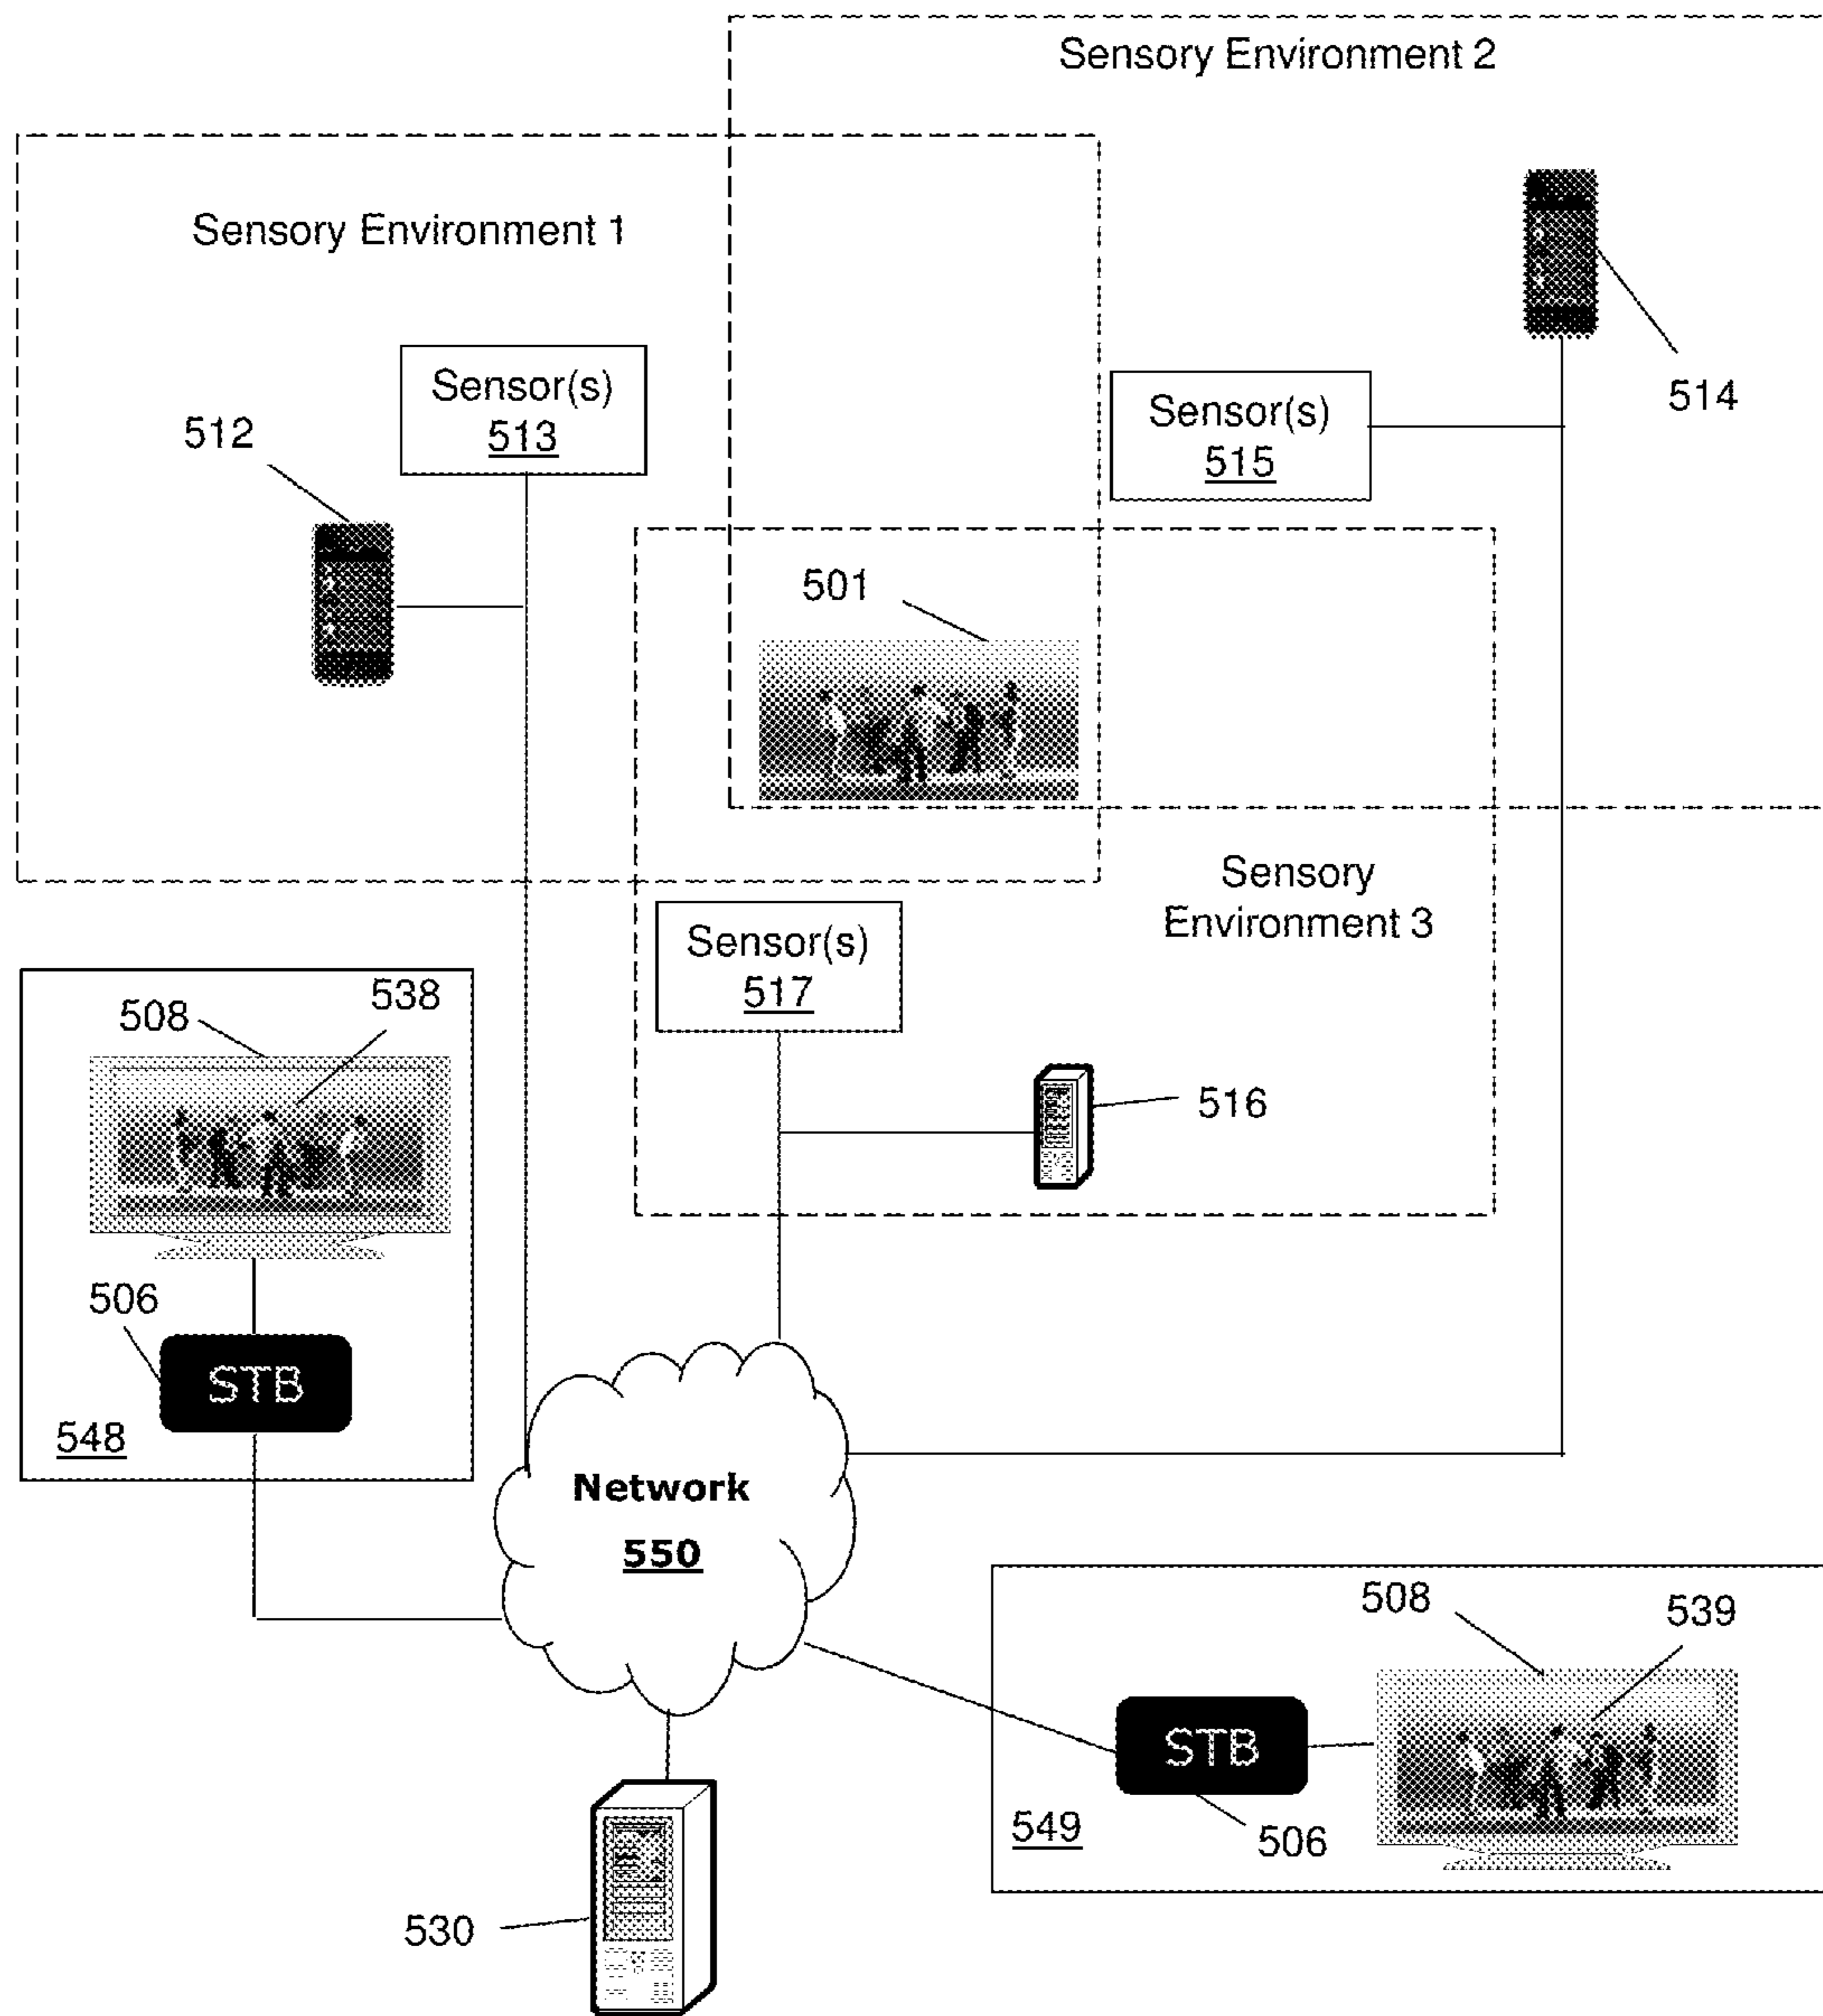 Sensory Environment 2
Sensory Environment 1
Sensor(s)
513
512
Sensor(s)
515
514
501
Sensory
Environment 3
Sensor(s)
517
516
508
538
506
STB
548
Network
550
508
539
STB
506
549
530